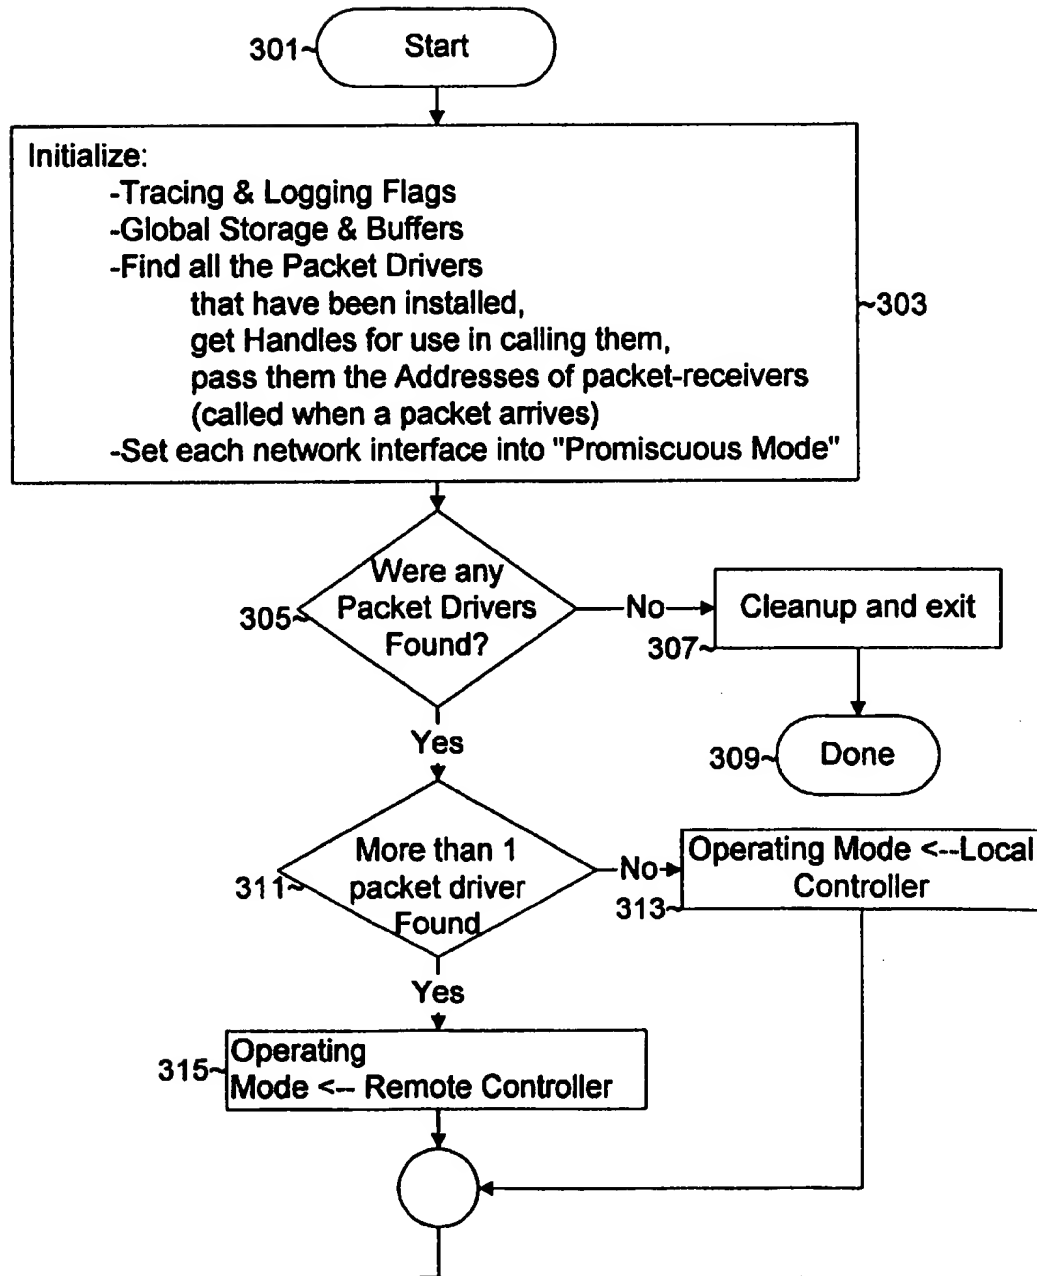 301~
Start
Initialize:
-Tracing & Logging Flags
-Global Storage & Buffers
-Find all the Packet Drivers
that have been installed,
get Handles for use in calling them,
pass them the Addresses of packet-receivers
(called when a packet arrives)
-Set each network interface into "Promiscuous Mode"
~303
Were any
Packet Drivers
Found?
305~
No
Cleanup and exit
307~
Yes
309~
Done
More than 1
packet driver
Found
311~
No
Operating Mode <--Local
Controller
313~
Yes
Operating
Mode <-- Remote Controller
315~